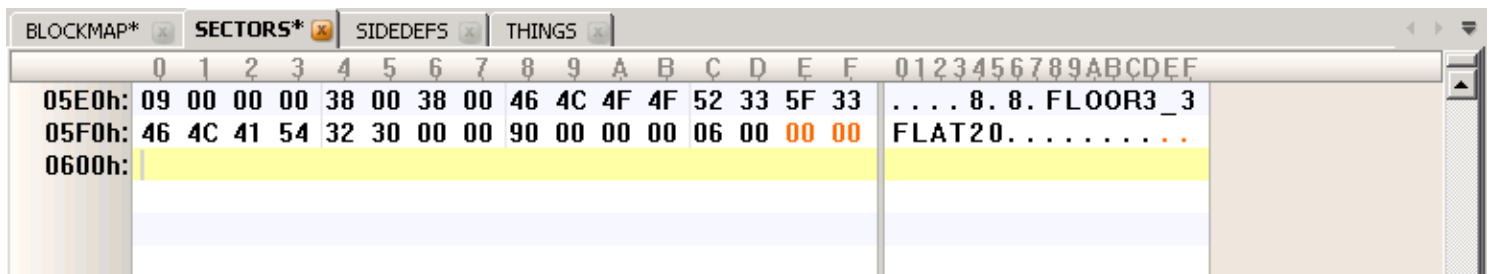 BLOCKMAP* SECTORS* SIDEDEFS THINGS
0 1 2 3 4 5 6 7 8 9 A B C D E F 0123456789ABCDEF
05E0h: 09 00 00 00 38 00 38 00 46 4C 4F 4F 52 33 5F 33 ....8.8.FLOOR3_3
05F0h: 46 4C 41 54 32 30 00 00 90 00 00 00 06 00 00 00 FLAT20..........
0600h: